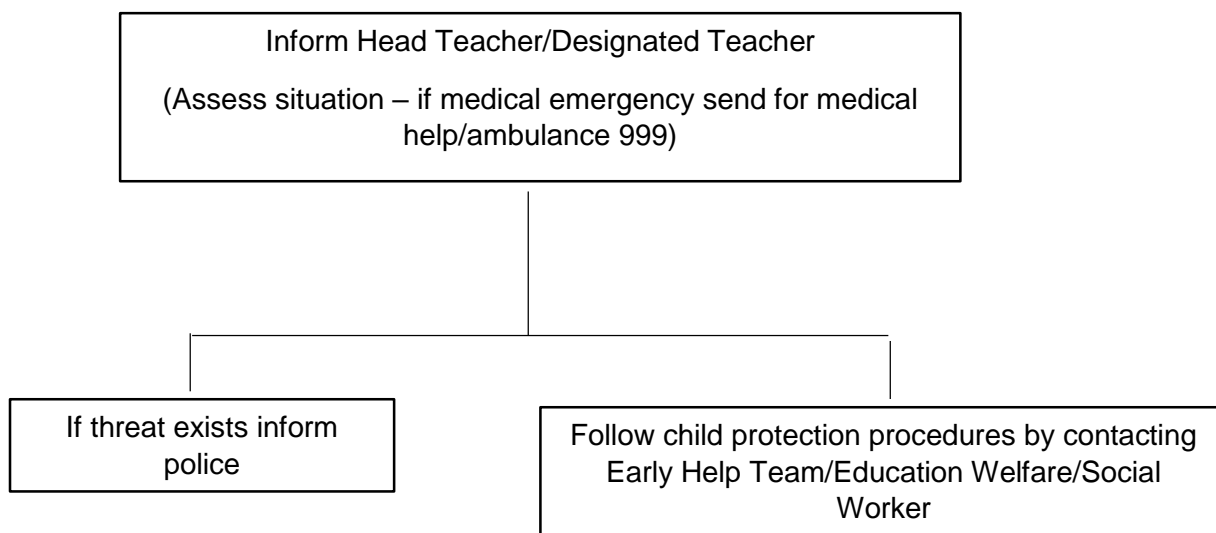 Inform Head Teacher/Designated Teacher
(Assess situation – if medical emergency send for medical
help/ambulance 999)
If threat exists inform
police
Follow child protection procedures by contacting
Early Help Team/Education Welfare/Social
Worker